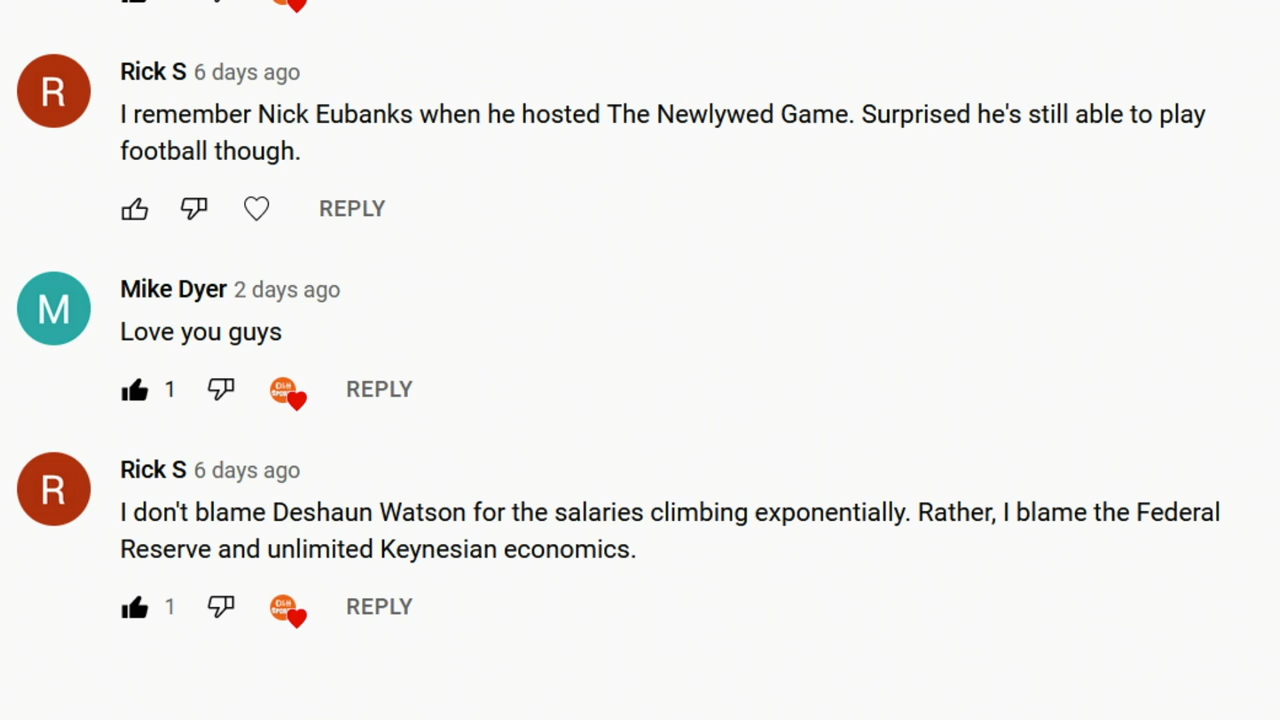 R
Rick S 6 days ago
I remember Nick Eubanks when he hosted The Newlywed Game. Surprised he's still able to play
football though.
REPLY
M
Mike Dyer 2 days ago
Love you guys
1 REPLY
R
Rick S 6 days ago
I don't blame Deshaun Watson for the salaries climbing exponentially. Rather, I blame the Federal
Reserve and unlimited Keynesian economics.
1 REPLY